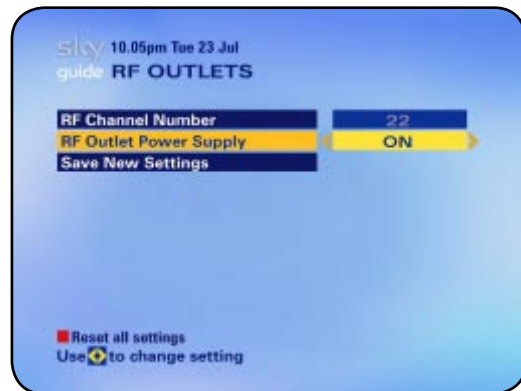 sky 10.05pm Tue 23 Jul
guide RF OUTLETS
RF Channel Number 22
RF Outlet Power Supply ON
Save New Settings
Reset all settings
Use to change setting